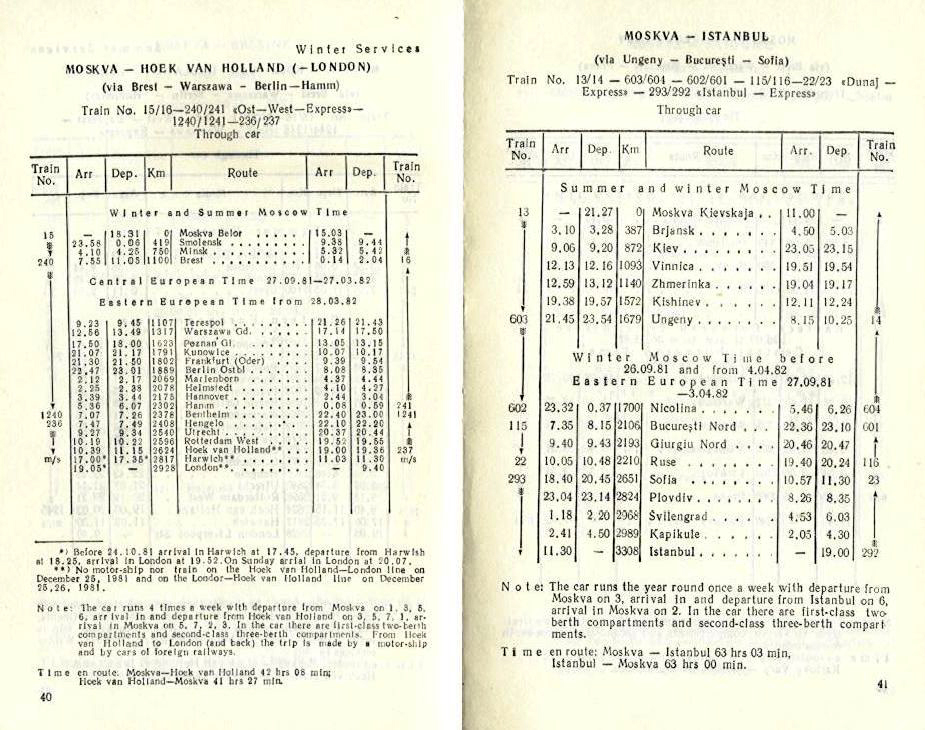 Winter Services
MOSKVA — HOEK VAN HOLLAND (—LONDON)
(via Brest — Warszawa - Berlin—Hamm)
Train No. 15/16—240/241 «Ost—West—Express»—
1240/1241—236/237
Through car
Train No. Arr Dep. Km Route Arr Dep. Train No.
Winter and Summer Moscow Time
15 — 18.31 0 Moskva Belor ..... 15.03 —
23.58 0.06 419 Smolensk ........ 9.38 9.44
4.10 4.25 750 Minsk .......... 5.32 5.42
240 7.55 11.05 1100 Brest .......... 0.14 2.04 16
Central European Time 27.09.81—27.03.82
Eastern European Time from 28.03.82
9.23 9.45 1107 Terespol ........ 21.26 21.43
12.56 13.49 1317 Warszawa Gd. ...... 17.14 17.50
17.50 18.00 1623 Poznań Gl. ....... 13.05 13.15
21.07 21.17 1791 Kunowice ........ 10.07 10.17
21.30 21.50 1802 Frankfurt (Oder) .... 9.39 9.54
22.47 23.01 1889 Berlin Ostbl ...... 8.08 8.35
2.12 2.17 2069 Marienborn ....... 4.37 4.44
2.25 2.38 2078 Helmstedt ....... 4.10 4.27
3.39 3.44 2175 Hannover ........ 2.44 3.04
5.36 6.07 2302 Hamm .......... 0.08 0.59 241
1240 7.07 7.26 2378 Bentheim ........ 22.40 23.00 1241
236 7.47 7.49 2408 Hengelo ........ 22.10 22.20
9.27 9.34 2540 Utrecht ......... 20.37 20.44
10.19 10.22 2596 Rotterdam West .... 19.52 19.55
10.39 11.15 2624 Hoek van Holland** ... 19.00 19.36 237
m/s 17.00* 17.35* 2817 Harwich** ....... 11.03 11.30 m/s
19.05* — 2928 London** ........ — 9.40
*) Before 24.10.81 arrival in Harwich at 17.45, departure from Harwish
at 18.25, arrival in London at 19.52. On Sunday arrial in London at 20.07.
**) No motor-ship nor train on the Hoek van Holland—London line on
December 25, 1981 and on the London—Hoek van Holland line on December
25,26, 1981.
Note: The car runs 4 times a week with departure from Moskva on 1, 3, 5,
6, arrival in and departure from Hoek van Holland on 3, 5, 7, 1, ar-
rival in Moskva on 5, 7, 2, 3. In the car there are first-class two-berth
compartments and second-class three-berth compartments. From Hoek
van Holland to London (and back) the trip is made by a motor-ship
and by cars of foreign railways.
Time en route: Moskva—Hoek van Holland 42 hrs 08 min;
Hoek van Holland—Moskva 41 hrs 27 min.
40
MOSKVA — ISTANBUL
(via Ungeny — București — Sofia)
Train No. 13/14 — 603/604 — 602/601 — 115/116—22/23 «Dunaj —
Express» — 293/292 «Istanbul — Express»
Through car
Train No. Arr Dep. Km Route Arr. Dep. Train No.
Summer and winter Moscow Time
13 — 21.27 0 Moskva Kievskaja .. 11.00 —
3.10 3.28 387 Brjansk ....... 4.50 5.03
9.06 9.20 872 Kiev ......... 23.05 23.15
12.13 12.16 1093 Vinnica ....... 19.51 19.54
12.59 13.12 1140 Zhmerinka ...... 19.04 19.17
19.38 19.57 1572 Kishinev ....... 12.11 12.24
603 21.45 23.54 1679 Ungeny ........ 8.15 10.25 14
Winter Moscow Time before
26.09.81 and from 4.04.82
Eastern European Time 27.09.81
—3.04.82
602 23.32 0.37 1700 Nicolina ....... 5.46 6.26 604
115 7.35 8.15 2106 București Nord ... 22.36 23.10 601
9.40 9.43 2193 Giurgiu Nord .... 20.46 20.47
22 10.05 10.48 2210 Ruse ......... 19.40 20.24 116
293 18.40 20.45 2651 Sofia ......... 10.57 11.30 23
23.04 23.14 2824 Plovdiv ........ 8.26 8.35
1.18 2.20 2968 Svilengrad ...... 4.53 6.03
2.41 4.50 2989 Kapikule ....... 2.05 4.30
11.30 — 3308 Istanbul ....... — 19.00 292
Note: The car runs the year round once a week with departure from
Moskva on 3, arrival in and departure from Istanbul on 6,
arrival in Moskva on 2. In the car there are first-class two-
berth compartments and second-class three-berth compart
ments.
Time en route: Moskva — Istanbul 63 hrs 03 min,
Istanbul — Moskva 63 hrs 00 min.
41